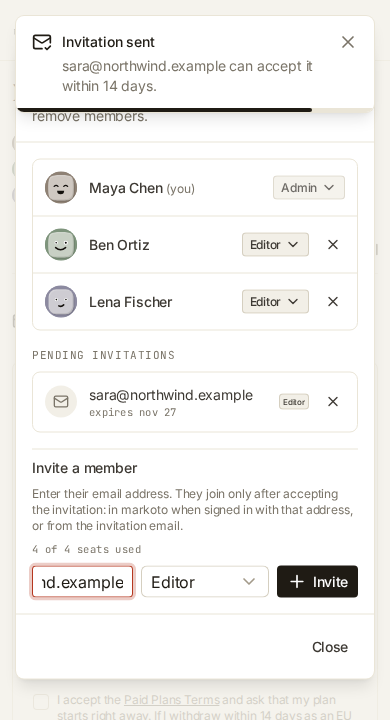 Invitation sent
sara@northwind.example can accept it
within 14 days.
remove members.
Maya Chen (you)
Admin
Ben Ortiz
Editor
Lena Fischer
Editor
PENDING INVITATIONS
sara@northwind.example
expires nov 27
Editor
Invite a member
Enter their email address. They join only after accepting
the invitation: in markoto when signed in with that address,
or from the invitation email.
4 of 4 seats used
nd.example
Editor
Invite
Close
I accept the Paid Plans Terms and ask that my plan
starts right away. If I withdraw within 14 days as an EU